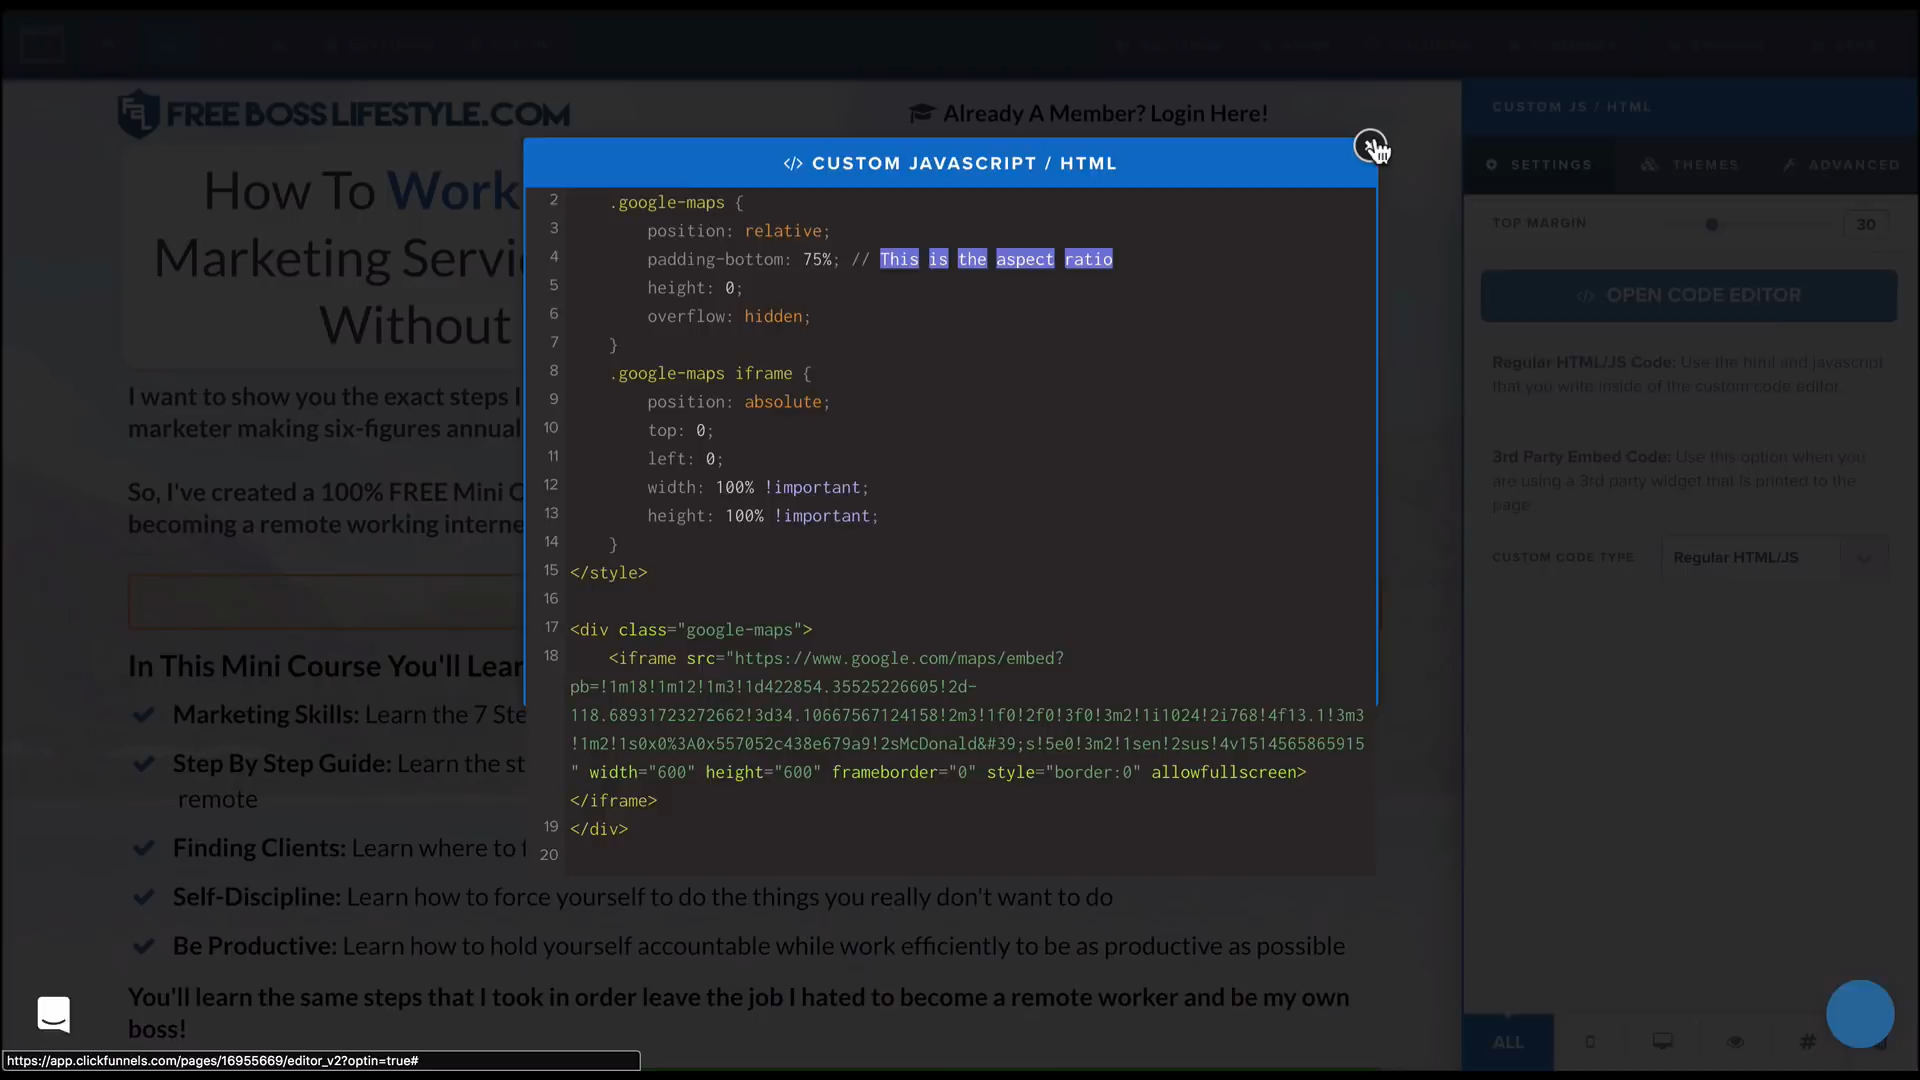 FBL FREE BOSS LIFESTYLE.COM
Already A Member? Login Here!
CUSTOM JS / HTML
</> CUSTOM JAVASCRIPT / HTML
SETTINGS
THEMES
ADVANCED
How To Work
Marketing Servi
Without
TOP MARGIN
30
</> OPEN CODE EDITOR
Regular HTML/JS Code: Use the html and javascript
that you write inside of the custom code editor.
3rd Party Embed Code: Use this option when you
are using a 3rd party widget that is printed to the
page
CUSTOM CODE TYPE
Regular HTML/JS
2 .google-maps {
3 position: relative;
4 padding-bottom: 75%; // This is the aspect ratio
5 height: 0;
6 overflow: hidden;
7 }
8 .google-maps iframe {
9 position: absolute;
10 top: 0;
11 left: 0;
12 width: 100% !important;
13 height: 100% !important;
14 }
15 </style>
16
17 <div class="google-maps">
18 <iframe src="https://www.google.com/maps/embed?
pb=!1m18!1m12!1m3!1d422854.35525226605!2d-
118.68931723272662!3d34.10667567124158!2m3!1f0!2f0!3f0!3m2!1i1024!2i768!4f13.1!3m3
!1m2!1s0x0%3A0x557052c438e679a9!2sMcDonald&#39;s!5e0!3m2!1sen!2sus!4v1514565865915
" width="600" height="600" frameborder="0" style="border:0" allowfullscreen>
</iframe>
19 </div>
20
I want to show you the exact steps I
marketer making six-figures annual
So, I've created a 100% FREE Mini C
becoming a remote working interne
In This Mini Course You'll Lear
Marketing Skills: Learn the 7 Ste
Step By Step Guide: Learn the st
remote
Finding Clients: Learn where to f
Self-Discipline: Learn how to force yourself to do the things you really don't want to do
Be Productive: Learn how to hold yourself accountable while work efficiently to be as productive as possible
You'll learn the same steps that I took in order leave the job I hated to become a remote worker and be my own
boss!
ALL
#
https://app.clickfunnels.com/pages/16955669/editor_v2?optin=true#